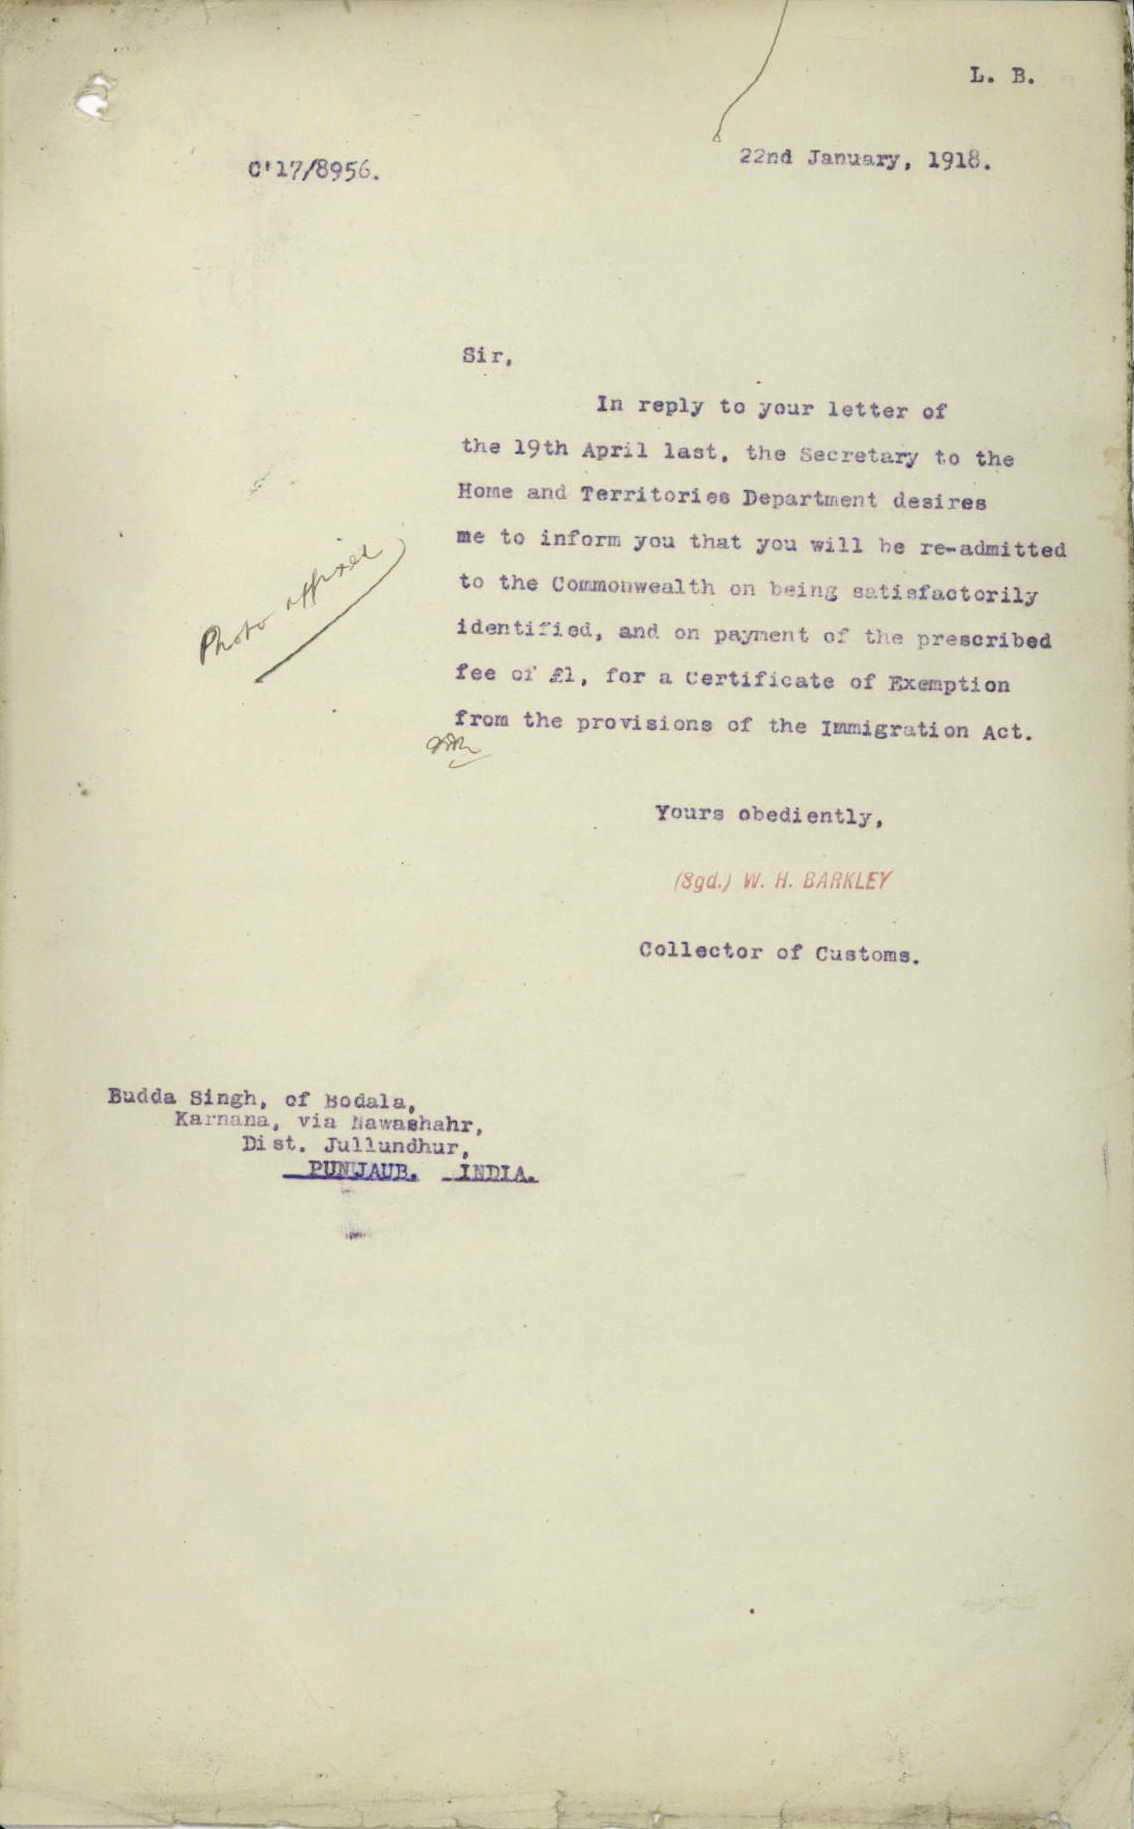 L. B.
C'17/8956.
22nd January, 1918.
Sir,
In reply to your letter of
the 19th April last, the Secretary to the
Home and Territories Department desires
me to inform you that you will be re-admitted
to the Commonwealth on being satisfactorily
identified, and on payment of the prescribed
fee of £1, for a Certificate of Exemption
from the provisions of the Immigration Act.
Photo affixed
Yours obediently,
(Sgd.) W. H. BARKLEY
Collector of Customs.
Budda Singh, of Bodala,
Karnana, via Nawashahr,
Dist. Jullundhur,
PUNJAUB. INDIA.